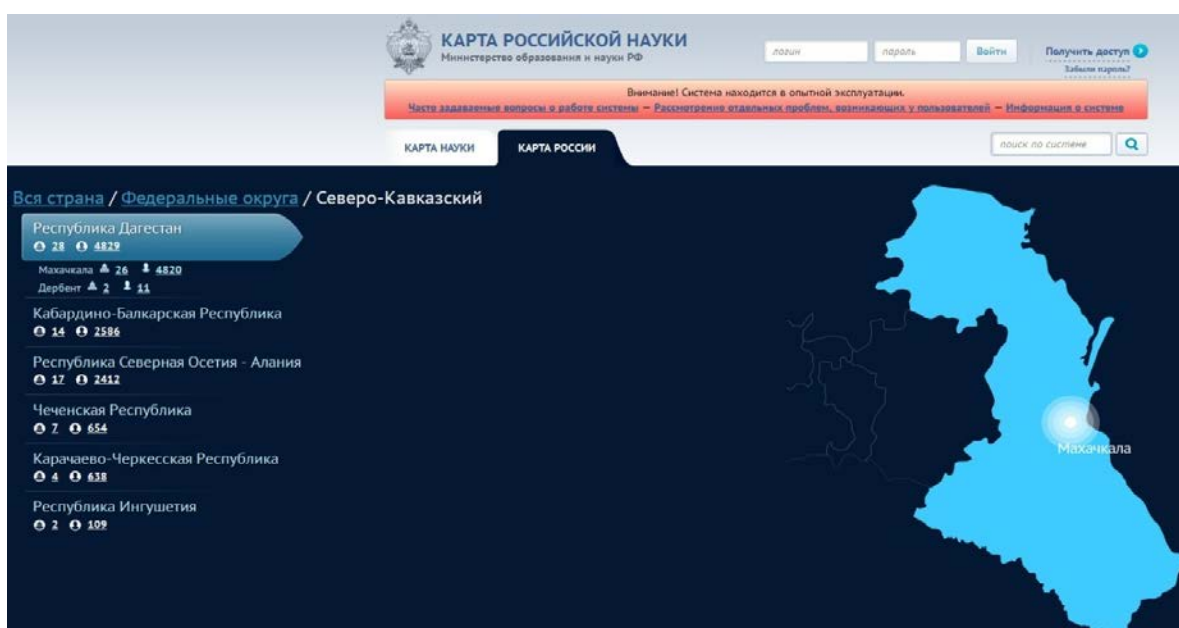 КАРТА РОССИЙСКОЙ НАУКИ
Министерство образования и науки РФ
логин
пароль
Войти
Получить доступ
Забыли пароль?
Внимание! Система находится в опытной эксплуатации.
Часто задаваемые вопросы о работе системы — Рассмотрение отдельных проблем, возникающих у пользователей — Информация о системе
КАРТА НАУКИ
КАРТА РОССИИ
поиск по системе
Вся страна / Федеральные округа / Северо-Кавказский
Республика Дагестан
28 4829
Махачкала 26 4820
Дербент 2 11
Кабардино-Балкарская Республика
14 2586
Республика Северная Осетия - Алания
17 2412
Чеченская Республика
7 654
Карачаево-Черкесская Республика
4 638
Республика Ингушетия
2 109
Махачкала